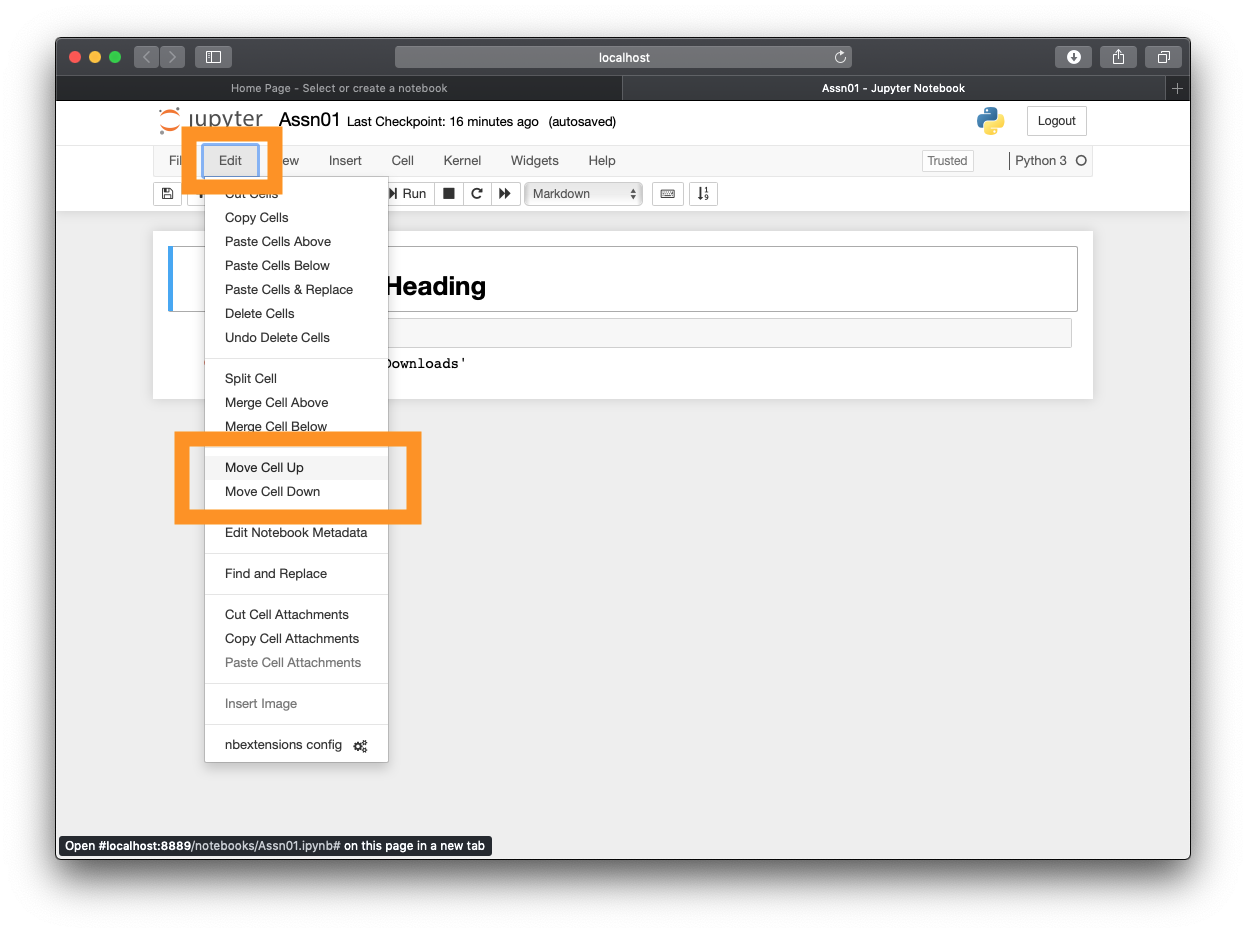 localhost
Home Page - Select or create a notebook
Assn01 - Jupyter Notebook
jupyter Assn01 Last Checkpoint: 16 minutes ago (autosaved)
Logout
Edit
Insert Cell Kernel Widgets Help
Trusted
Python 3
Run
Markdown
Cut Cells
Copy Cells
Paste Cells Above
Paste Cells Below
Paste Cells & Replace
Delete Cells
Undo Delete Cells
Split Cell
Merge Cell Above
Merge Cell Below
Move Cell Up
Move Cell Down
Edit Notebook Metadata
Find and Replace
Cut Cell Attachments
Copy Cell Attachments
Paste Cell Attachments
Insert Image
nbextensions config
Heading
Downloads'
Open #localhost:8889/notebooks/Assn01.ipynb# on this page in a new tab